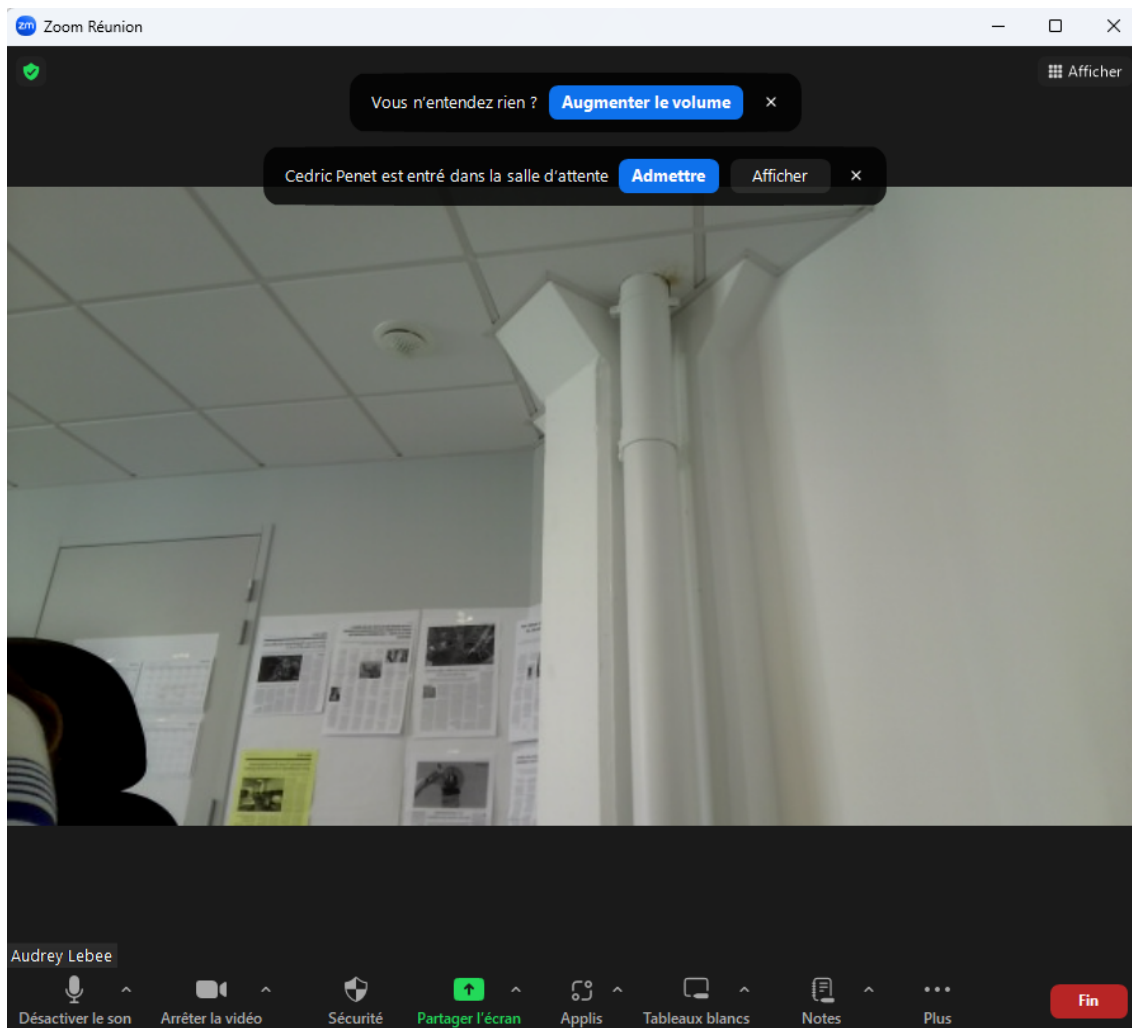 zm Zoom Réunion
Afficher
Vous n'entendez rien ? Augmenter le volume
Cedric Penet est entré dans la salle d'attente Admettre Afficher
Audrey Lebee
Désactiver le son Arrêter la vidéo Sécurité Partager l'écran Applis Tableaux blancs Notes Plus Fin